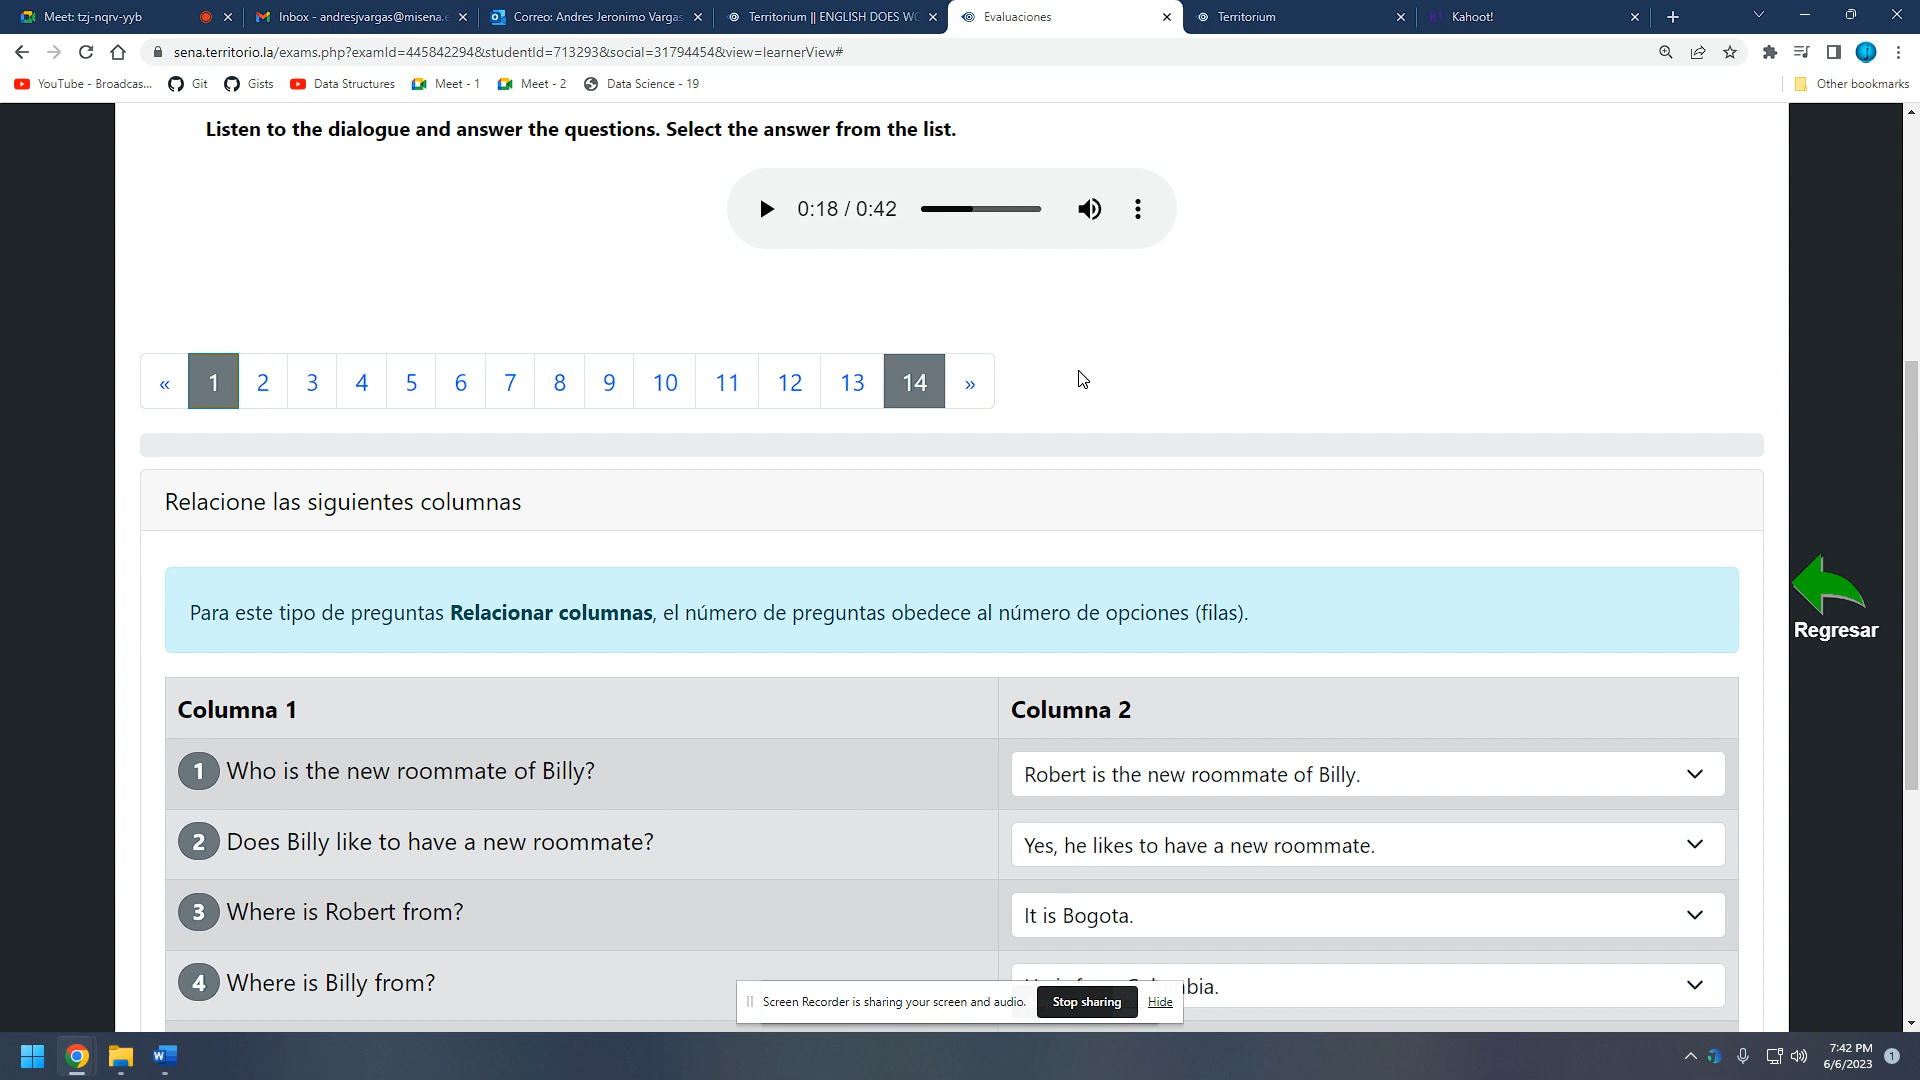 Meet: tzj-nqrv-yyb
Inbox - andresjvargas@misena.e
Correo: Andres Jeronimo Vargas
Territorium || ENGLISH DOES WO
Evaluaciones
Territorium
Kahoot!
sena.territorio.la/exams.php?examId=445842294&studentId=713293&social=31794454&view=learnerView#
YouTube - Broadcas...
Git
Gists
Data Structures
Meet - 1
Meet - 2
Data Science - 19
Other bookmarks
Listen to the dialogue and answer the questions. Select the answer from the list.
0:18 / 0:42
« 1 2 3 4 5 6 7 8 9 10 11 12 13 14 »
Relacione las siguientes columnas
Para este tipo de preguntas Relacionar columnas, el número de preguntas obedece al número de opciones (filas).
Regresar
Columna 1 Columna 2
1 Who is the new roommate of Billy? Robert is the new roommate of Billy.
2 Does Billy like to have a new roommate? Yes, he likes to have a new roommate.
3 Where is Robert from? It is Bogota.
4 Where is Billy from?
Screen Recorder is sharing your screen and audio. Stop sharing Hide
7:42 PM
6/6/2023
1